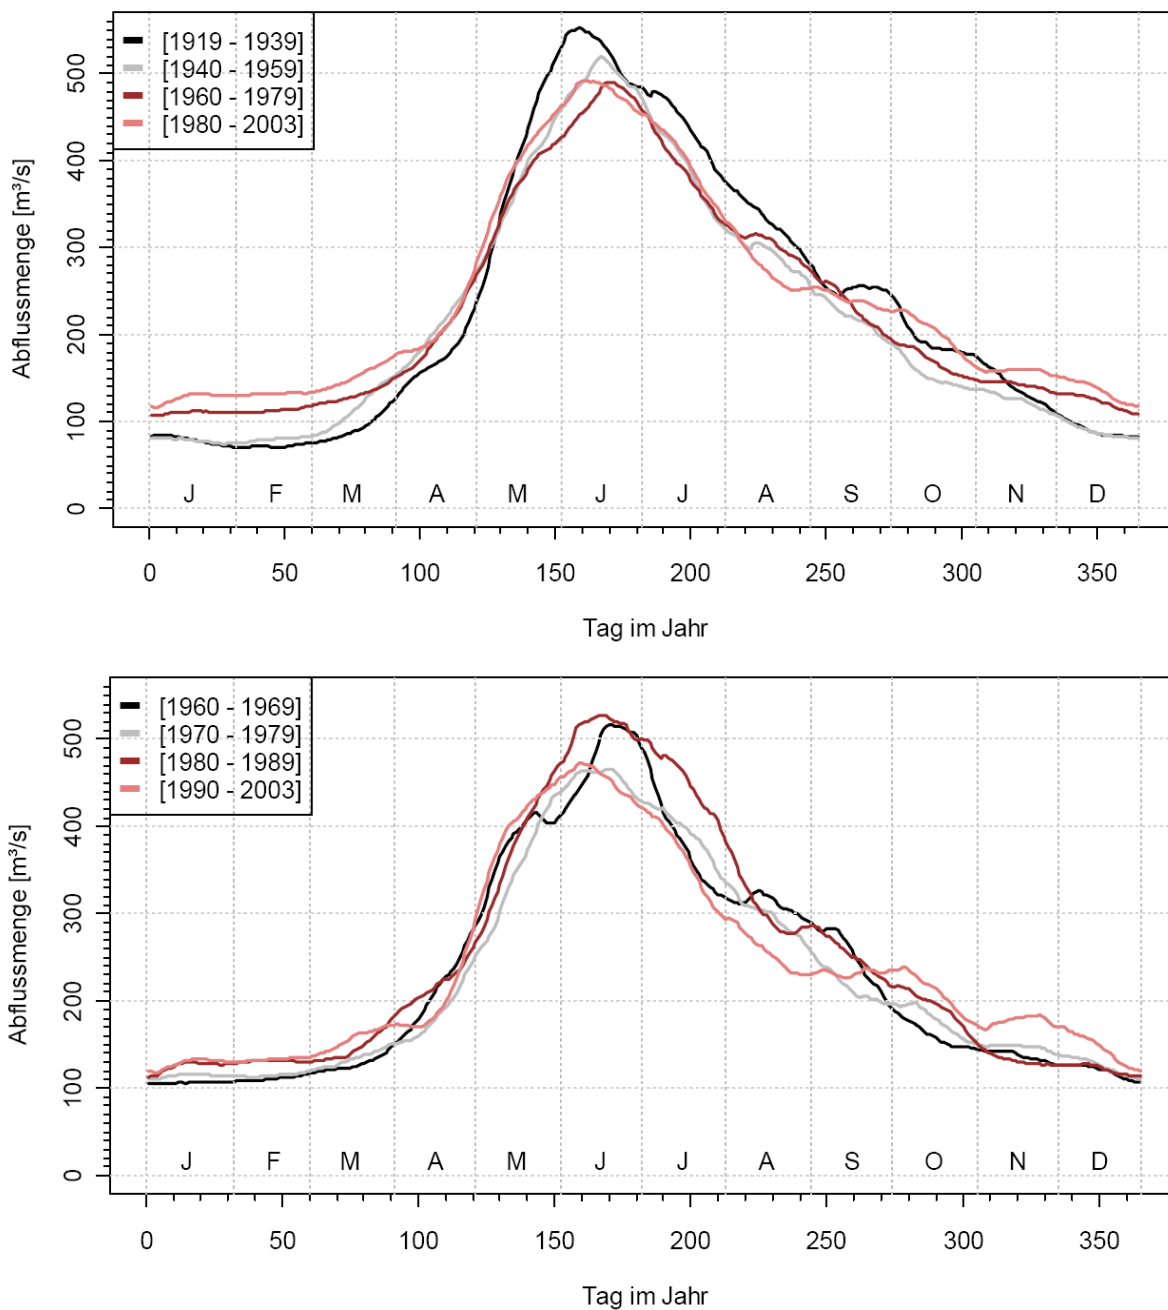 [1919 - 1939]
[1940 - 1959]
[1960 - 1979]
[1980 - 2003]
Abflussmenge [m³/s]
500
400
300
200
100
0
J F M A M J J A S O N D
0 50 100 150 200 250 300 350
Tag im Jahr
[1960 - 1969]
[1970 - 1979]
[1980 - 1989]
[1990 - 2003]
Abflussmenge [m³/s]
500
400
300
200
100
0
J F M A M J J A S O N D
0 50 100 150 200 250 300 350
Tag im Jahr